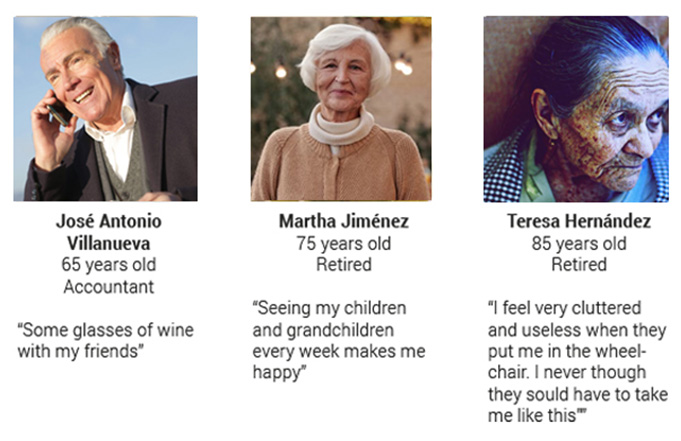 José Antonio
Villanueva
65 years old
Accountant
“Some glasses of wine
with my friends”
Martha Jiménez
75 years old
Retired
“Seeing my children
and grandchildren
every week makes me
happy”
Teresa Hernández
85 years old
Retired
“I feel very cluttered
and useless when they
put me in the wheel-
chair. I never though
they sould have to take
me like this””